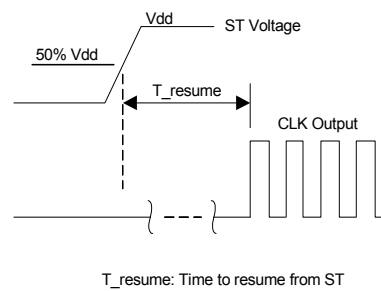 Vdd
ST Voltage
50% Vdd
T_resume
CLK Output
T_resume: Time to resume from ST